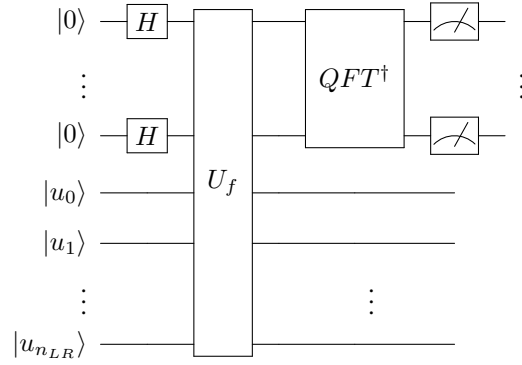 |0⟩ H
⋮ QFT† ⋮
|0⟩ H
U_f
|u_0⟩
|u_1⟩
⋮ ⋮
|u_{n_{LR}}⟩